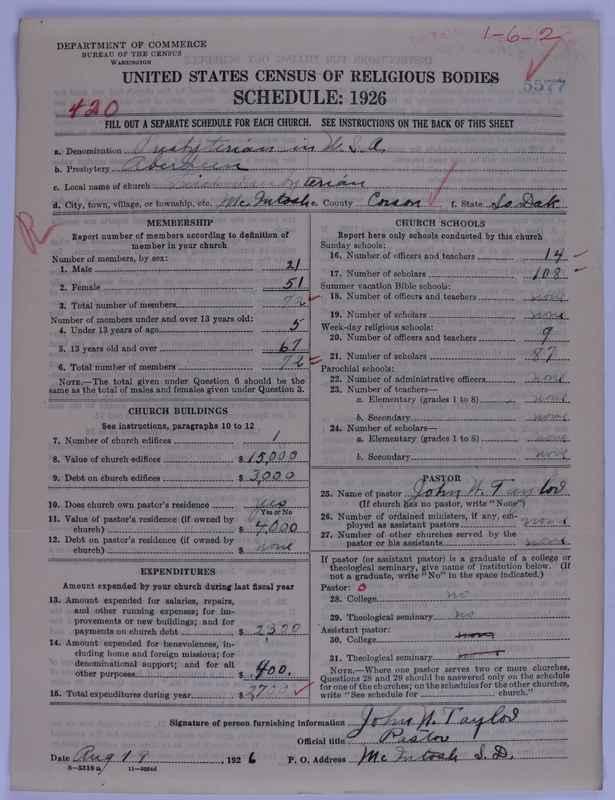 1-6-2
DEPARTMENT OF COMMERCE
BUREAU OF THE CENSUS
WASHINGTON
UNITED STATES CENSUS OF RELIGIOUS BODIES
5577
SCHEDULE: 1926
420
FILL OUT A SEPARATE SCHEDULE FOR EACH CHURCH. SEE INSTRUCTIONS ON THE BACK OF THIS SHEET
a. Denomination Presbyterian in U.S.A.
b. Presbytery Aberdeen
c. Local name of church First Presbyterian
d. City, town, village, or township, etc. McIntosh e. County Corson f. State So Dak
R
MEMBERSHIP
Report number of members according to definition of
member in your church
Number of members, by sex:
1. Male 21
2. Female 51
3. Total number of members 72
Number of members under and over 13 years old:
4. Under 13 years of age 5
5. 13 years old and over 67
6. Total number of members 72
NOTE.—The total given under Question 6 should be
the same as the total of males and females given under Question 3.
CHURCH BUILDINGS
See instructions, paragraphs 10 to 12
7. Number of church edifices 1
8. Value of church edifices $ 15,000
9. Debt on church edifices $ 3,000
10. Does church own pastor's residence yes
Yes or No
11. Value of pastor's residence (if owned by
church) $ 4,000
12. Debt on pastor's residence (if owned by
church) $ none
EXPENDITURES
Amount expended by your church during last fiscal year
13. Amount expended for salaries, repairs,
and other running expenses; for im-
provements or new buildings; and for
payments on church debt $ 2300
14. Amount expended for benevolences, in-
cluding home and foreign missions; for
denominational support; and for all
other purposes $ 400.
15. Total expenditures during year $ 2700
CHURCH SCHOOLS
Report here only schools conducted by this church
Sunday schools:
16. Number of officers and teachers 14
17. Number of scholars 108
Summer vacation Bible schools:
18. Number of officers and teachers none
19. Number of scholars none
Week-day religious schools:
20. Number of officers and teachers 9
21. Number of scholars 87
Parochial schools:
22. Number of administrative officers none
23. Number of teachers—
a. Elementary (grades 1 to 8) none
b. Secondary none
24. Number of scholars—
a. Elementary (grades 1 to 8) none
b. Secondary none
PASTOR
25. Name of pastor John W. Taylor
(If church has no pastor, write "None")
26. Number of ordained ministers, if any, em-
ployed as assistant pastors none
27. Number of other churches served by the
pastor or his assistants none
If pastor (or assistant pastor) is a graduate of a college or
theological seminary, give name of institution below. (If
not a graduate, write "No" in the space indicated.)
Pastor: 0
28. College no
29. Theological seminary no
Assistant pastor:
30. College none
31. Theological seminary
NOTE.—Where one pastor serves two or more churches,
Questions 28 and 29 should be answered only on the schedule
for one of the churches; on the schedules for the other churches,
write "See schedule for church."
Signature of person furnishing information John W. Taylor
Official title Pastor
Date Aug 19, 1926 P. O. Address McIntosh S.D.
8—5518a 11—9034d